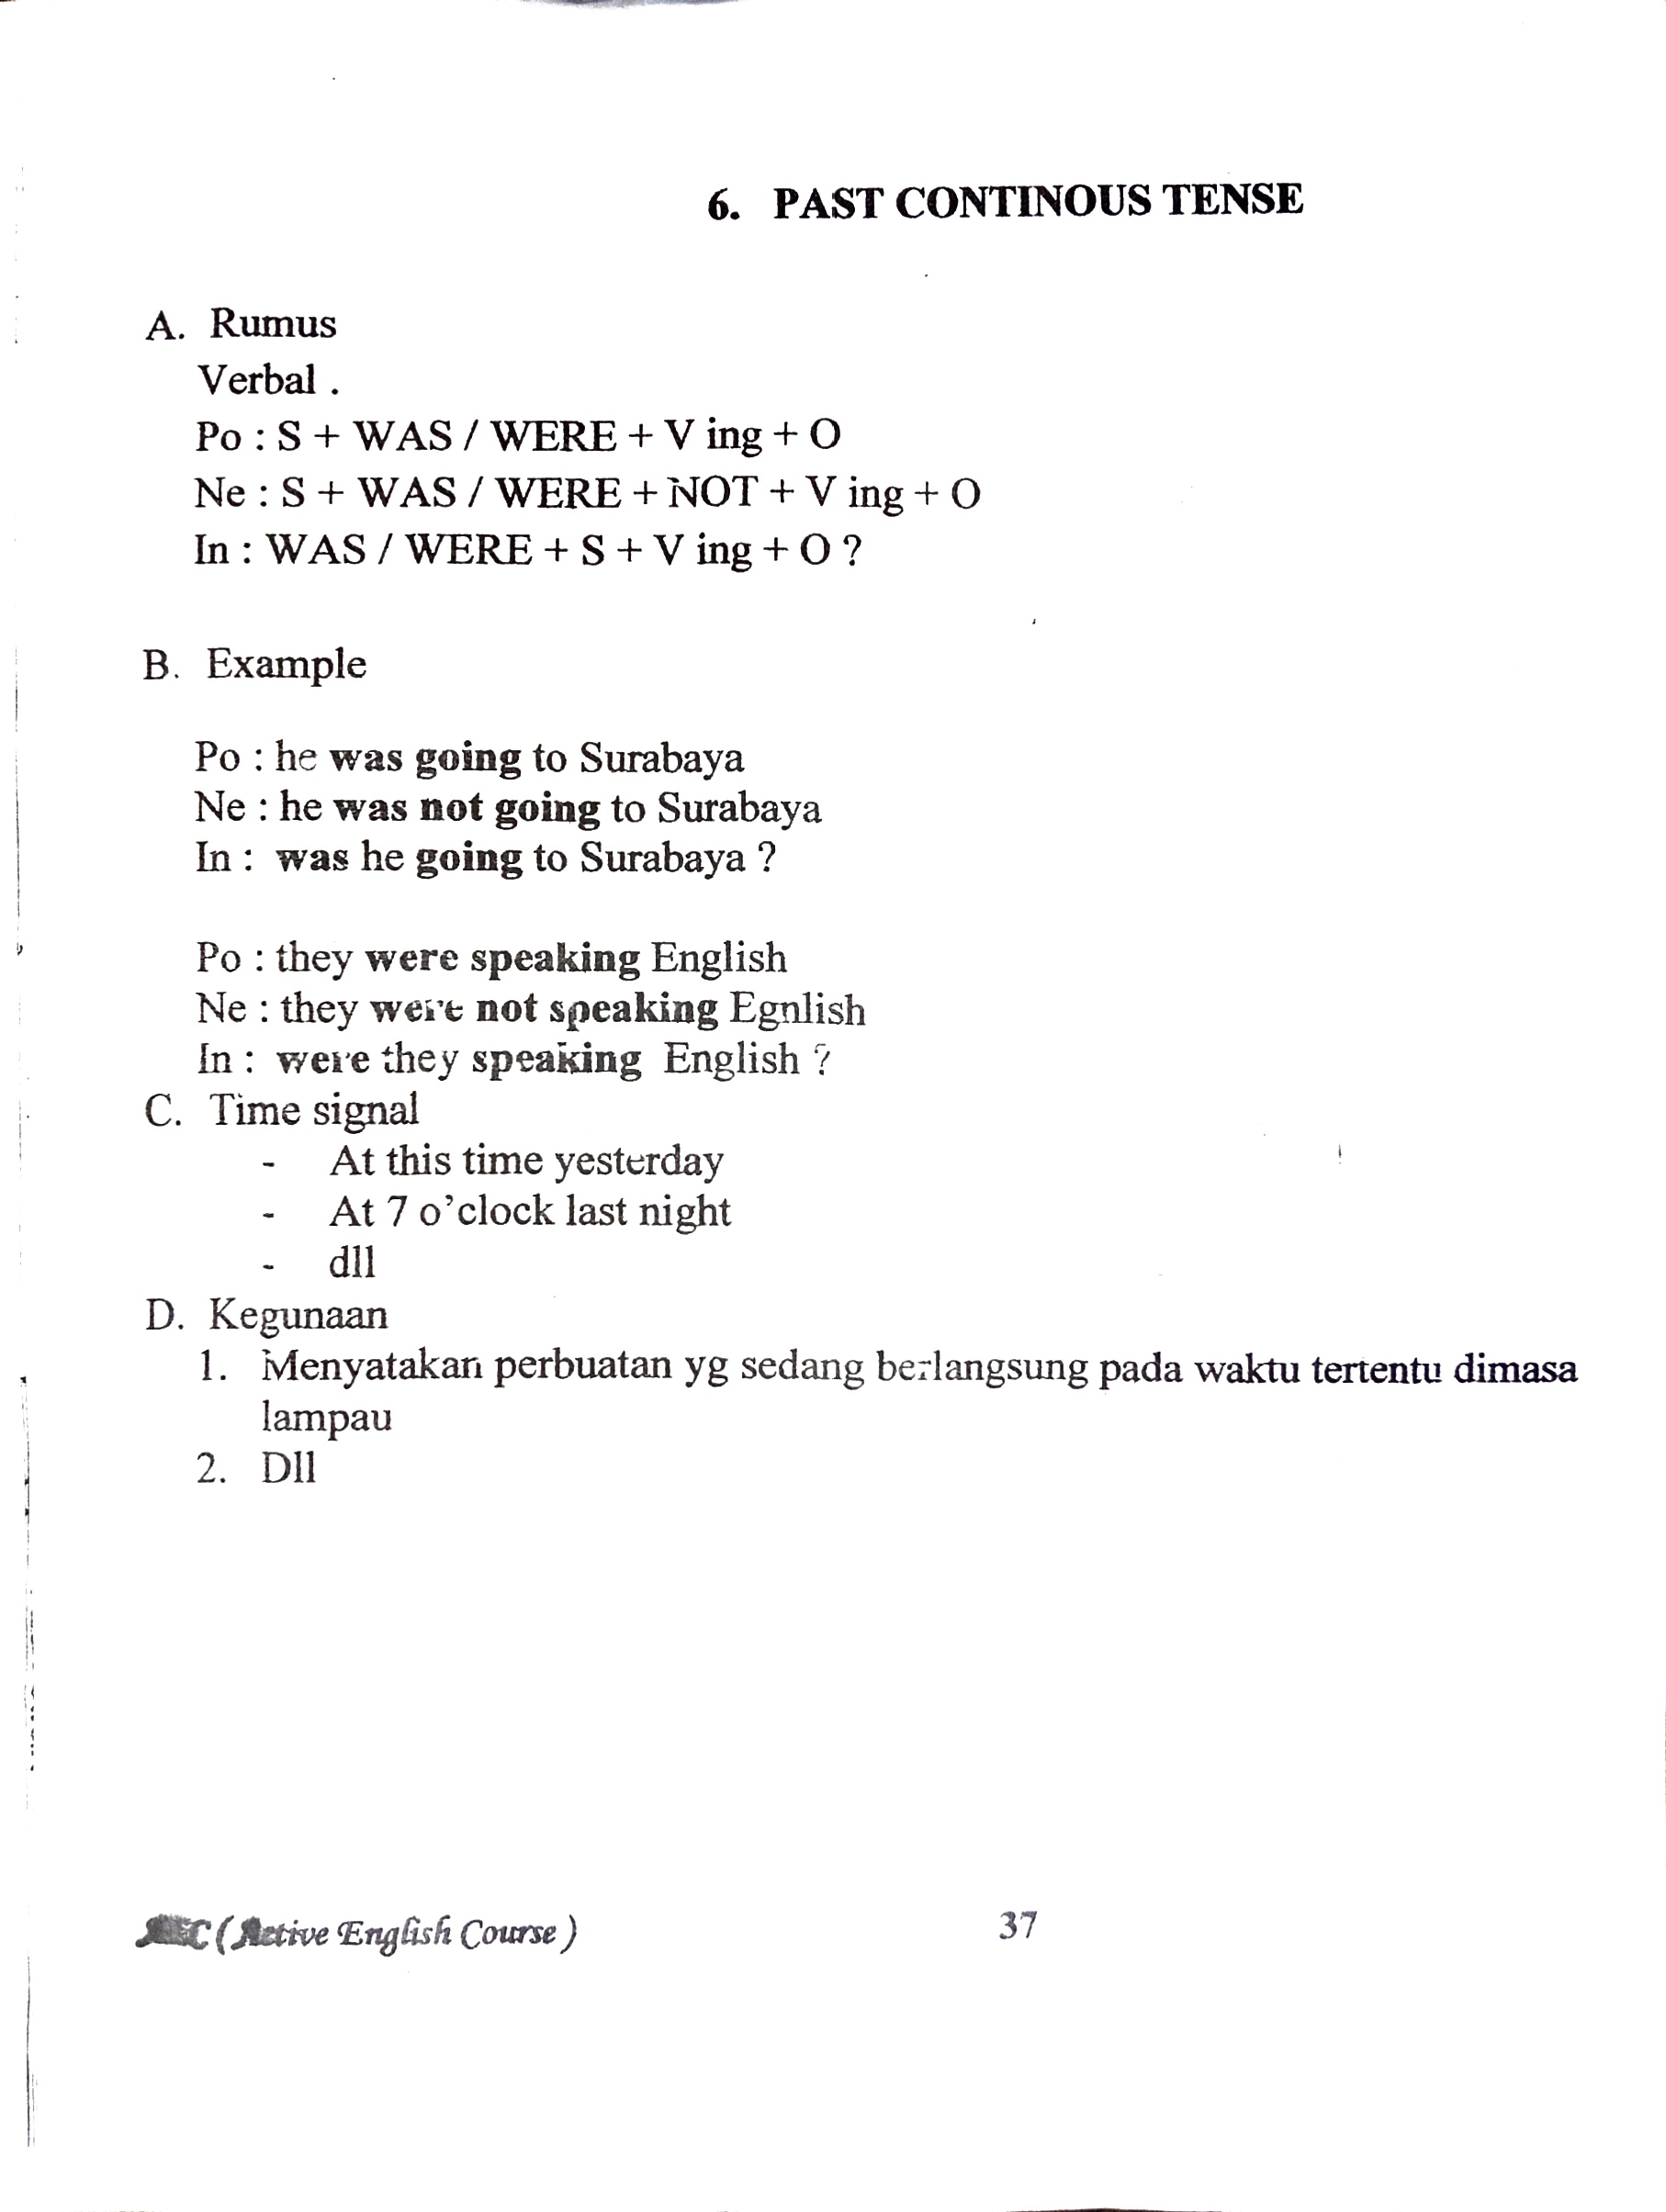 6. PAST CONTINOUS TENSE
A. Rumus
Verbal .
Po : S + WAS / WERE + V ing + O
Ne : S + WAS / WERE + NOT + V ing + O
In : WAS / WERE + S + V ing + O ?
B. Example
Po : he was going to Surabaya
Ne : he was not going to Surabaya
In : was he going to Surabaya ?
Po : they were speaking English
Ne : they were not speaking Egnlish
In : were they speaking English ?
C. Time signal
- At this time yesterday
- At 7 o’clock last night
- dll
D. Kegunaan
1. Menyatakan perbuatan yg sedang berlangsung pada waktu tertentu dimasa
lampau
2. Dll
( Active English Course ) 37